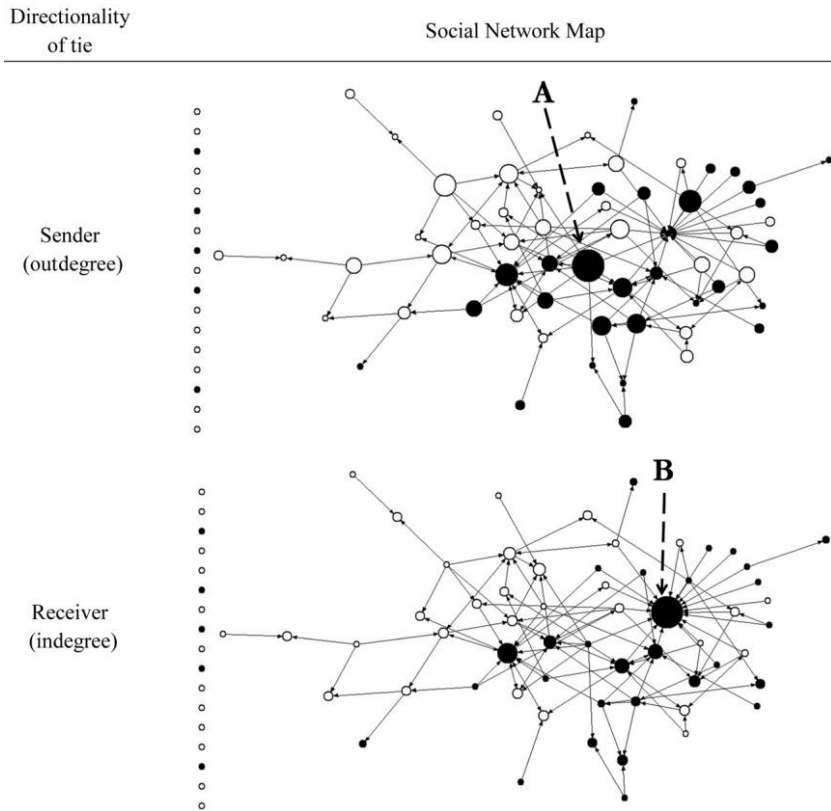 Directionality
of tie
Social Network Map
A
Sender
(outdegree)
B
Receiver
(indegree)